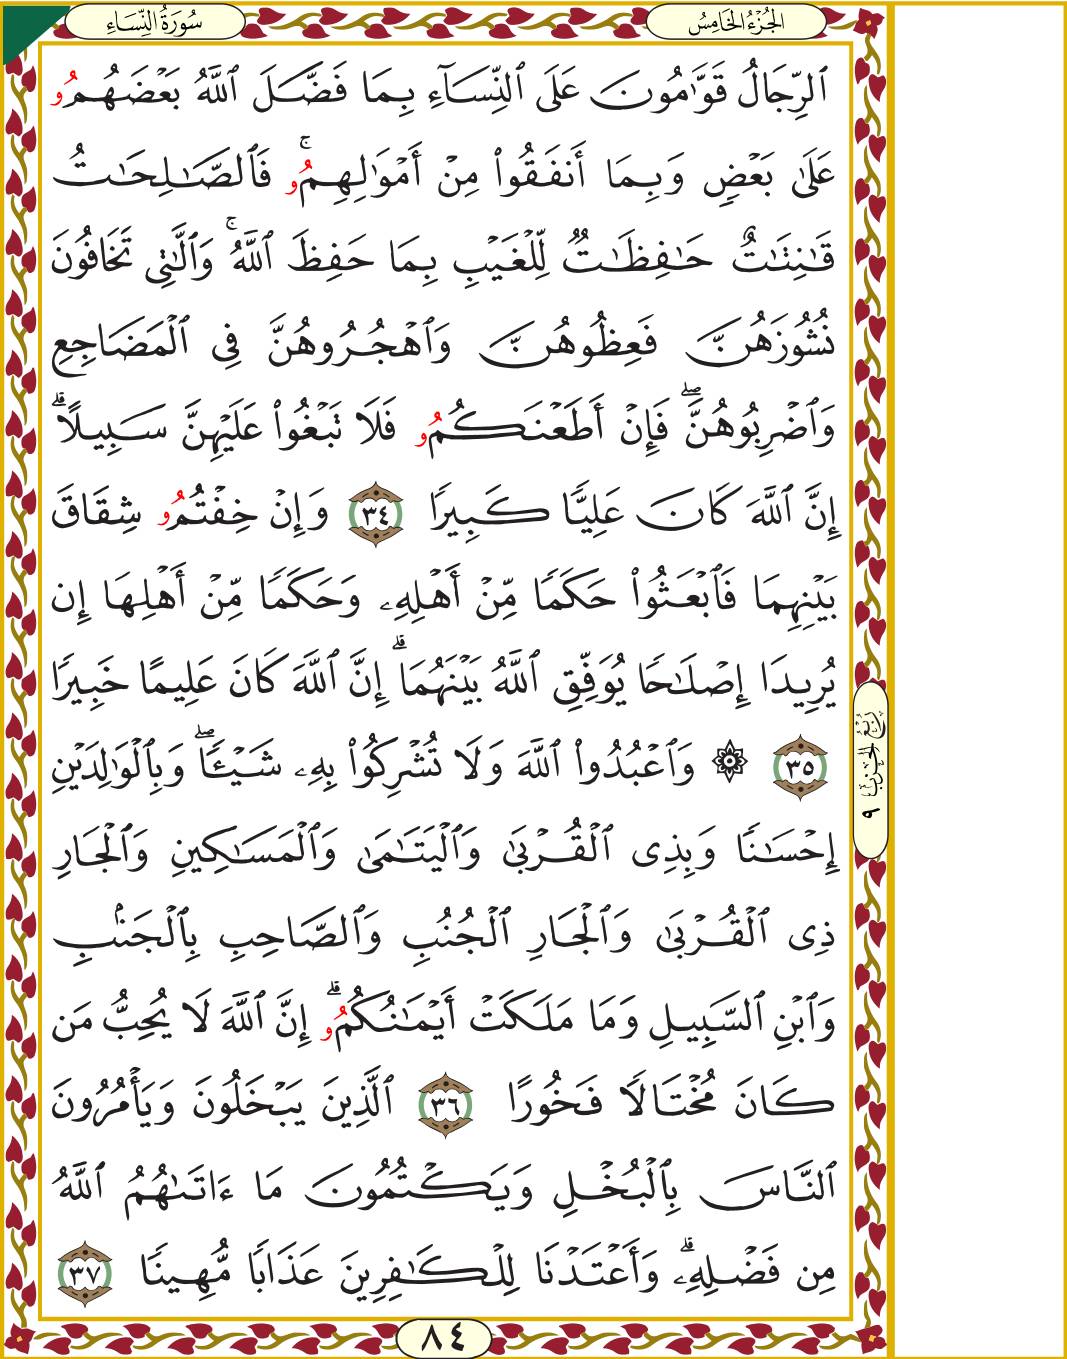 سُورَةُ النِّسَاءِ
الجُزْءُ الخَامِسُ
ٱلرِّجَالُ قَوَّٰمُونَ عَلَى ٱلنِّسَآءِ بِمَا فَضَّلَ ٱللَّهُ بَعْضَهُمُو
عَلَىٰ بَعْضٍ وَبِمَا أَنفَقُوا۟ مِنْ أَمْوَٰلِهِمُو ۚ فَٱلصَّٰلِحَٰتُ
قَٰنِتَٰتٌ حَٰفِظَٰتٌ لِّلْغَيْبِ بِمَا حَفِظَ ٱللَّهُ ۚ وَٱلَّٰتِى تَخَافُونَ
نُشُوزَهُنَّ فَعِظُوهُنَّ وَٱهْجُرُوهُنَّ فِى ٱلْمَضَاجِعِ
وَٱضْرِبُوهُنَّ ۖ فَإِنْ أَطَعْنَكُمُو فَلَا تَبْغُوا۟ عَلَيْهِنَّ سَبِيلًا ۗ
إِنَّ ٱللَّهَ كَانَ عَلِيًّا كَبِيرًا ٣٤ وَإِنْ خِفْتُمُو شِقَاقَ
بَيْنِهِمَا فَٱبْعَثُوا۟ حَكَمًا مِّنْ أَهْلِهِۦ وَحَكَمًا مِّنْ أَهْلِهَا إِن
يُرِيدَا إِصْلَٰحًا يُوَفِّقِ ٱللَّهُ بَيْنَهُمَا ۗ إِنَّ ٱللَّهَ كَانَ عَلِيمًا خَبِيرًا
٣٥ ۞ وَٱعْبُدُوا۟ ٱللَّهَ وَلَا تُشْرِكُوا۟ بِهِۦ شَيْـًٔا ۖ وَبِٱلْوَٰلِدَيْنِ
إِحْسَٰنًا وَبِذِى ٱلْقُرْبَىٰ وَٱلْيَتَٰمَىٰ وَٱلْمَسَٰكِينِ وَٱلْجَارِ
ذِى ٱلْقُرْبَىٰ وَٱلْجَارِ ٱلْجُنُبِ وَٱلصَّاحِبِ بِٱلْجَنۢبِ
وَٱبْنِ ٱلسَّبِيلِ وَمَا مَلَكَتْ أَيْمَٰنُكُمُو ۗ إِنَّ ٱللَّهَ لَا يُحِبُّ مَن
كَانَ مُخْتَالًا فَخُورًا ٣٦ ٱلَّذِينَ يَبْخَلُونَ وَيَأْمُرُونَ
ٱلنَّاسَ بِٱلْبُخْلِ وَيَكْتُمُونَ مَا ءَاتَىٰهُمُ ٱللَّهُ
مِن فَضْلِهِۦ ۗ وَأَعْتَدْنَا لِلْكَٰفِرِينَ عَذَابًا مُّهِينًا ٣٧
رُبْعُ الحِزْبِ ٩
٨٤